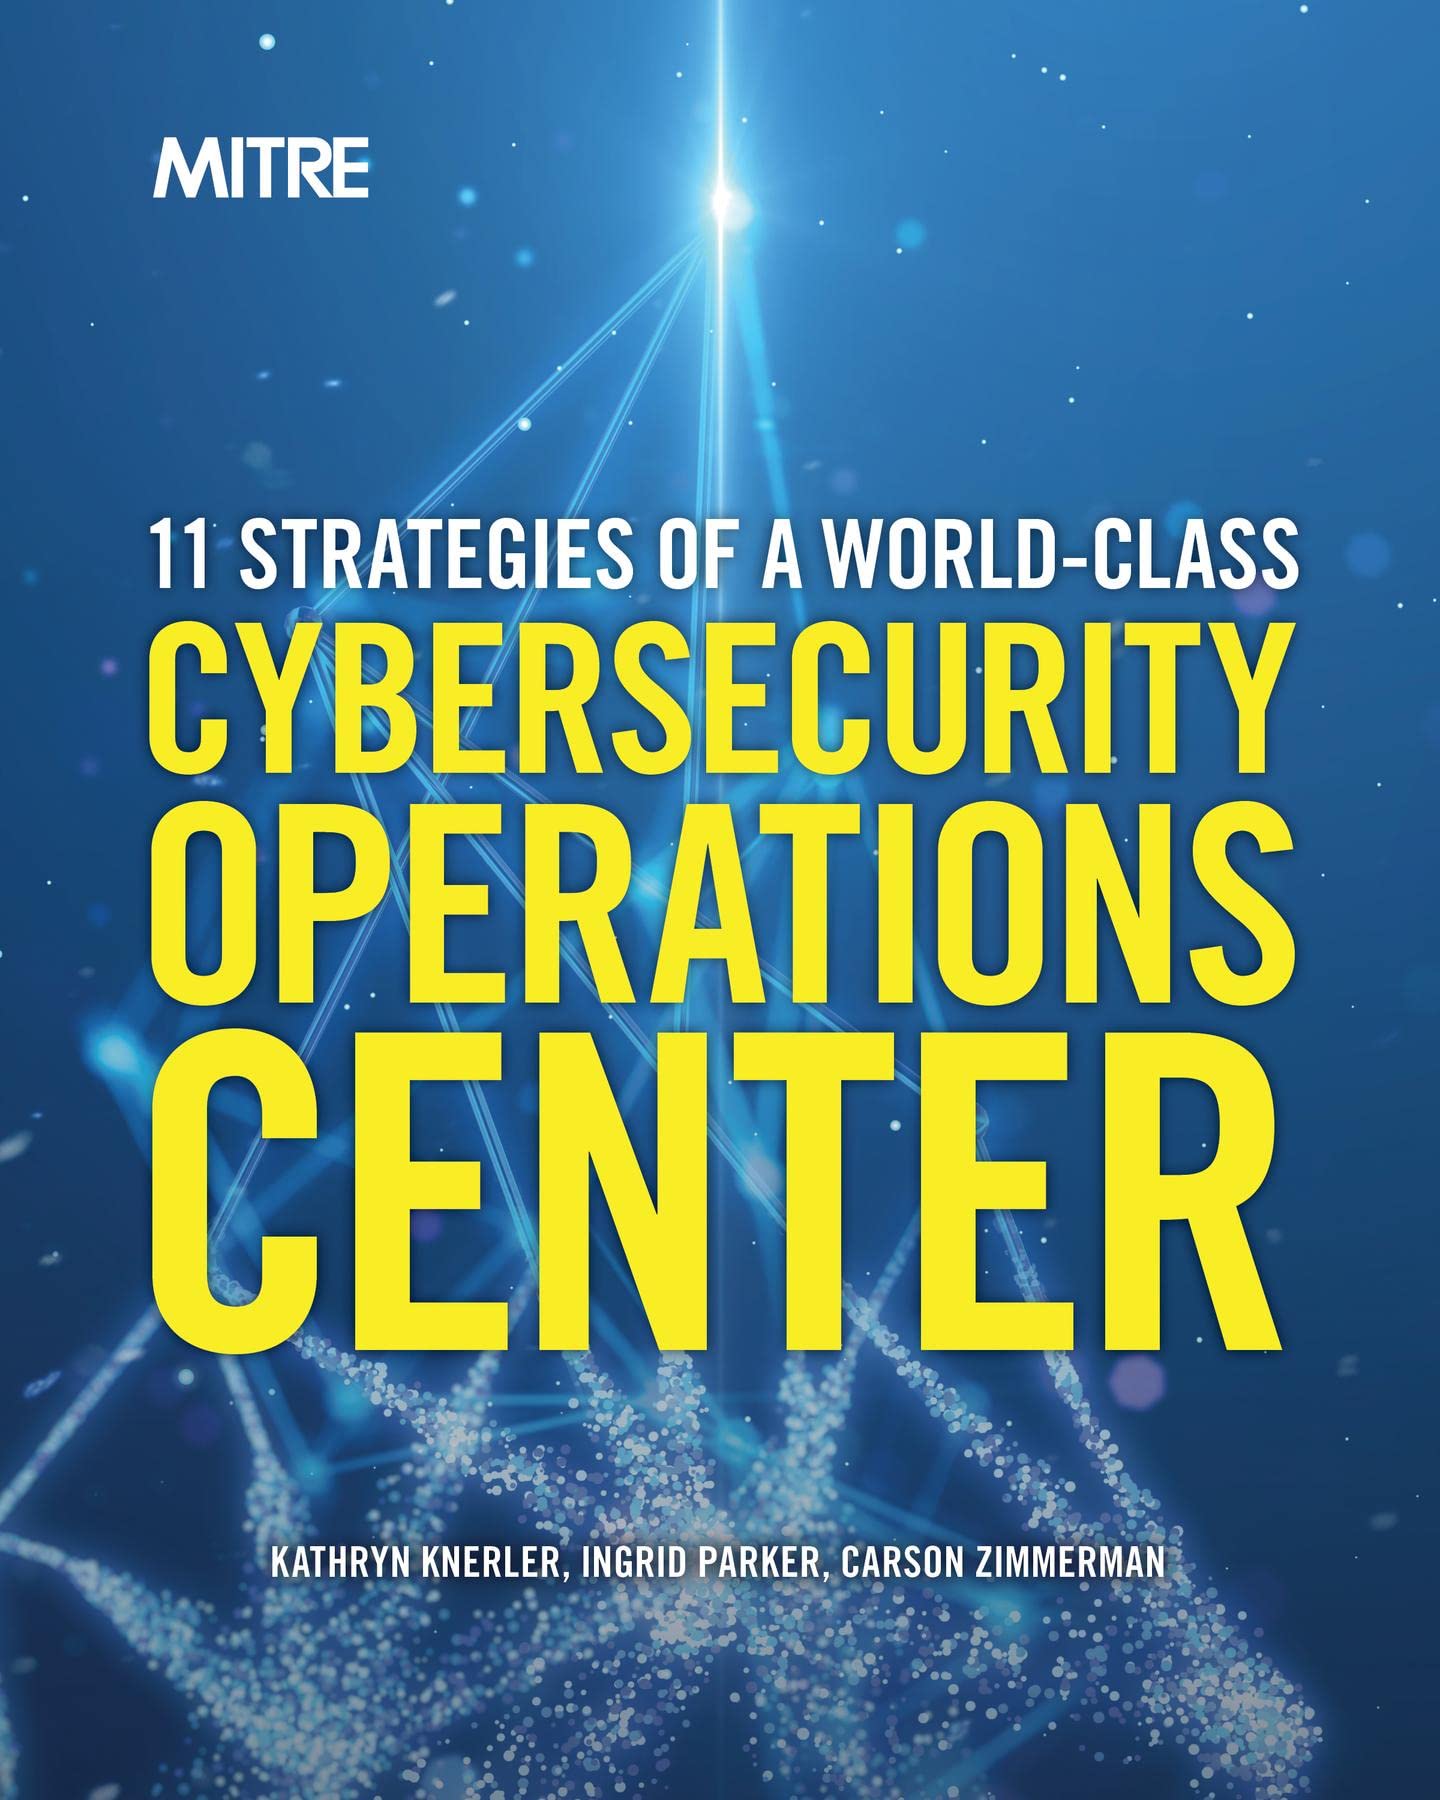 MITRE
11 STRATEGIES OF A WORLD-CLASS
CYBERSECURITY
OPERATIONS
CENTER
KATHRYN KNERLER, INGRID PARKER, CARSON ZIMMERMAN